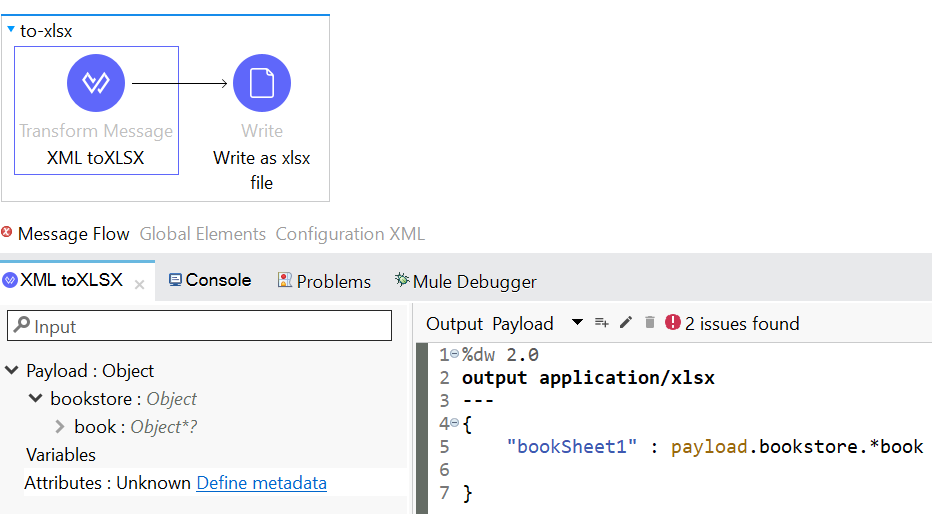 to-xlsx
Transform Message
Write
XML toXLSX
Write as xlsx
file
Message Flow Global Elements Configuration XML
XML toXLSX Console Problems Mule Debugger
Input
Output Payload 2 issues found
Payload : Object
bookstore : Object
book : Object*?
Variables
Attributes : Unknown Define metadata
1 %dw 2.0
2 output application/xlsx
3 ---
4 {
5 "bookSheet1" : payload.bookstore.*book
6
7 }